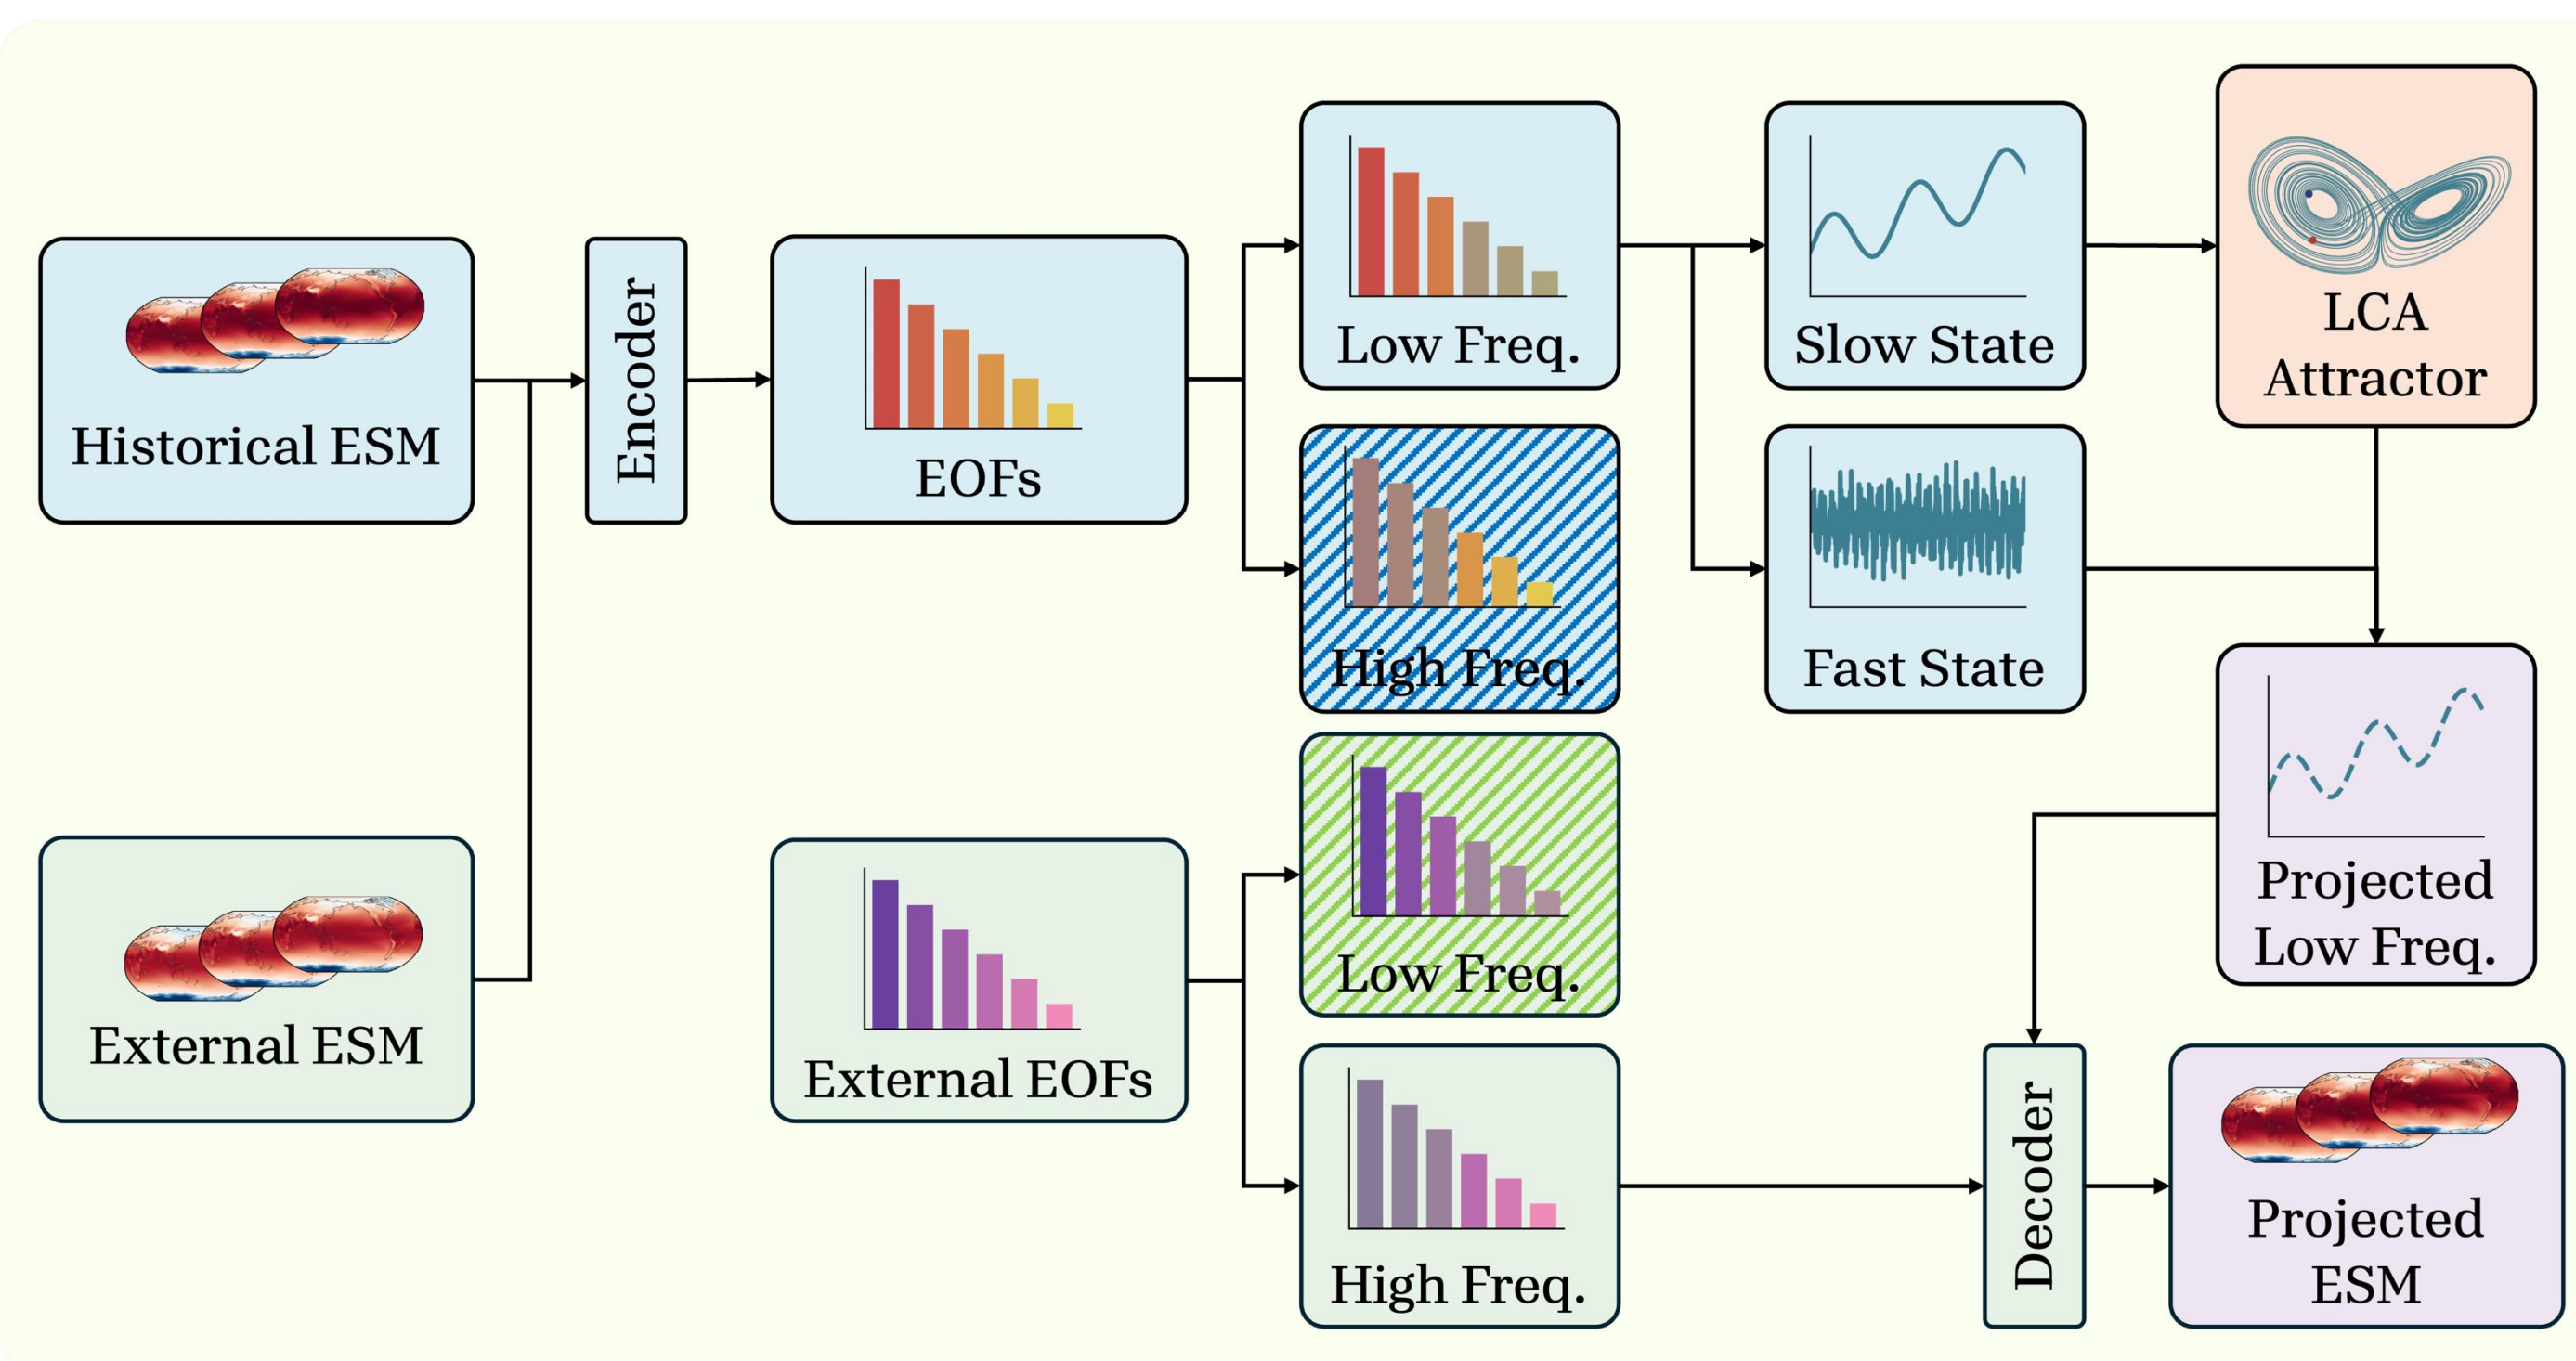 Historical ESM
Encoder
EOFs
Low Freq.
High Freq.
Slow State
Fast State
LCA
Attractor
Projected
Low Freq.
External ESM
External EOFs
Low Freq.
High Freq.
Decoder
Projected
ESM